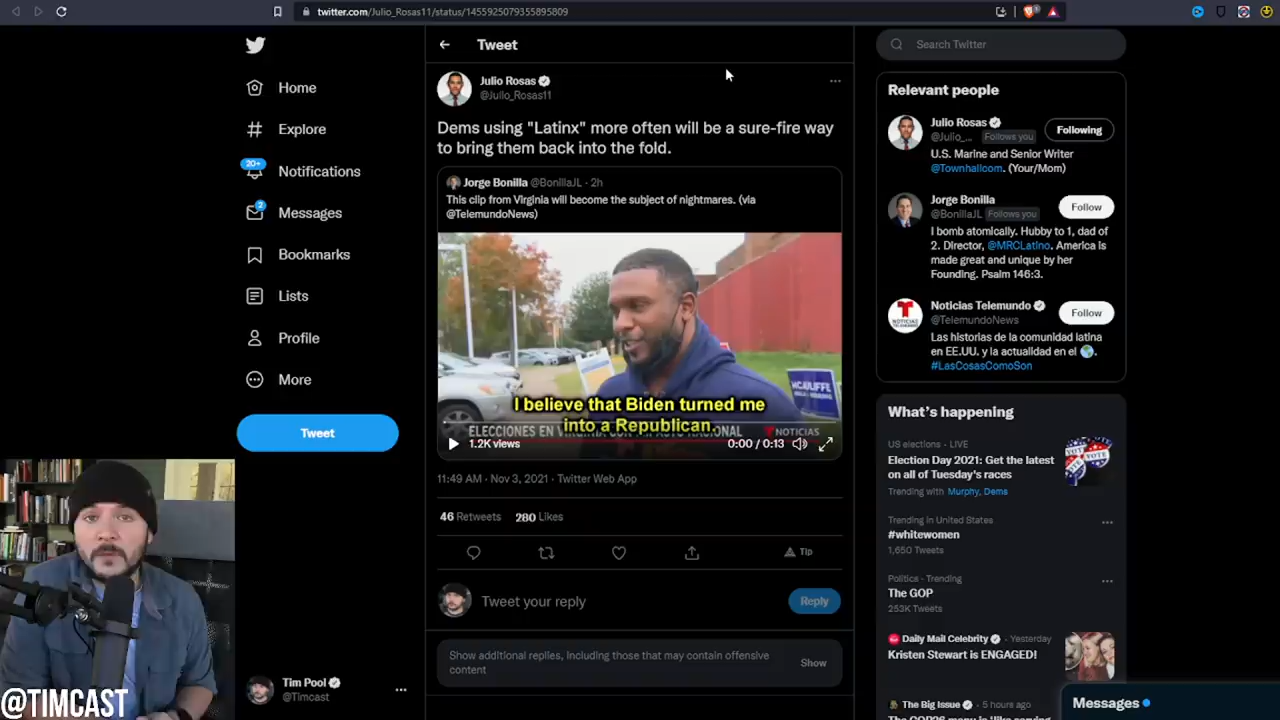 twitter.com/Julio_Rosas11/status/1455925079355895809
Home
Explore
20+
Notifications
2
Messages
Bookmarks
Lists
Profile
More
Tweet
Tim Pool
@Timcast
@TIMCAST
Tweet
Julio Rosas
@Julio_Rosas11
Dems using "Latinx" more often will be a sure-fire way
to bring them back into the fold.
Jorge Bonilla @BonillaJL · 2h
This clip from Virginia will become the subject of nightmares. (via
@TelemundoNews)
McAULIFFE
I believe that Biden turned me
into a Republican.
ELECCIONES EN VIRGINIA CON IMPACTO NACIONAL
NOTICIAS
1.2K views
0:00 / 0:13
11:49 AM · Nov 3, 2021 · Twitter Web App
46 Retweets 280 Likes
Tip
Tweet your reply
Reply
Show additional replies, including those that may contain offensive
content
Show
Search Twitter
Relevant people
Julio Rosas
@Julio_... Follows you
Following
U.S. Marine and Senior Writer
@Townhallcom. (Your/Mom)
Jorge Bonilla
@BonillaJL Follows you
Follow
I bomb atomically. Hubby to 1, dad of
2. Director, @MRCLatino. America is
made great and unique by her
Founding. Psalm 146:3.
Noticias Telemundo
@TelemundoNews
Follow
Las historias de la comunidad latina
en EE.UU. y la actualidad en el 🌎.
#LasCosasComoSon
What's happening
US elections · LIVE
Election Day 2021: Get the latest
on all of Tuesday's races
Trending with Murphy, Dems
VOTE
Trending in United States
#whitewomen
1,650 Tweets
Politics · Trending
The GOP
253K Tweets
Daily Mail Celebrity · Yesterday
Kristen Stewart is ENGAGED!
The Big Issue · 5 hours ago
Messages